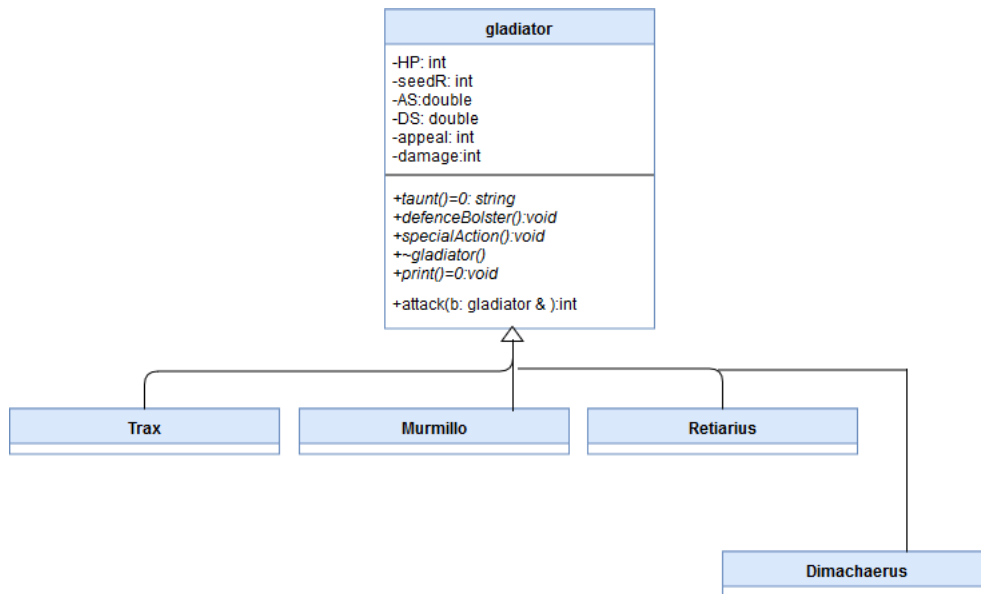 gladiator
-HP: int
-seedR: int
-AS:double
-DS: double
-appeal: int
-damage:int
+taunt()=0: string
+defenceBolster():void
+specialAction():void
+~gladiator()
+print()=0:void
+attack(b: gladiator & ):int
Trax
Murmillo
Retiarius
Dimachaerus